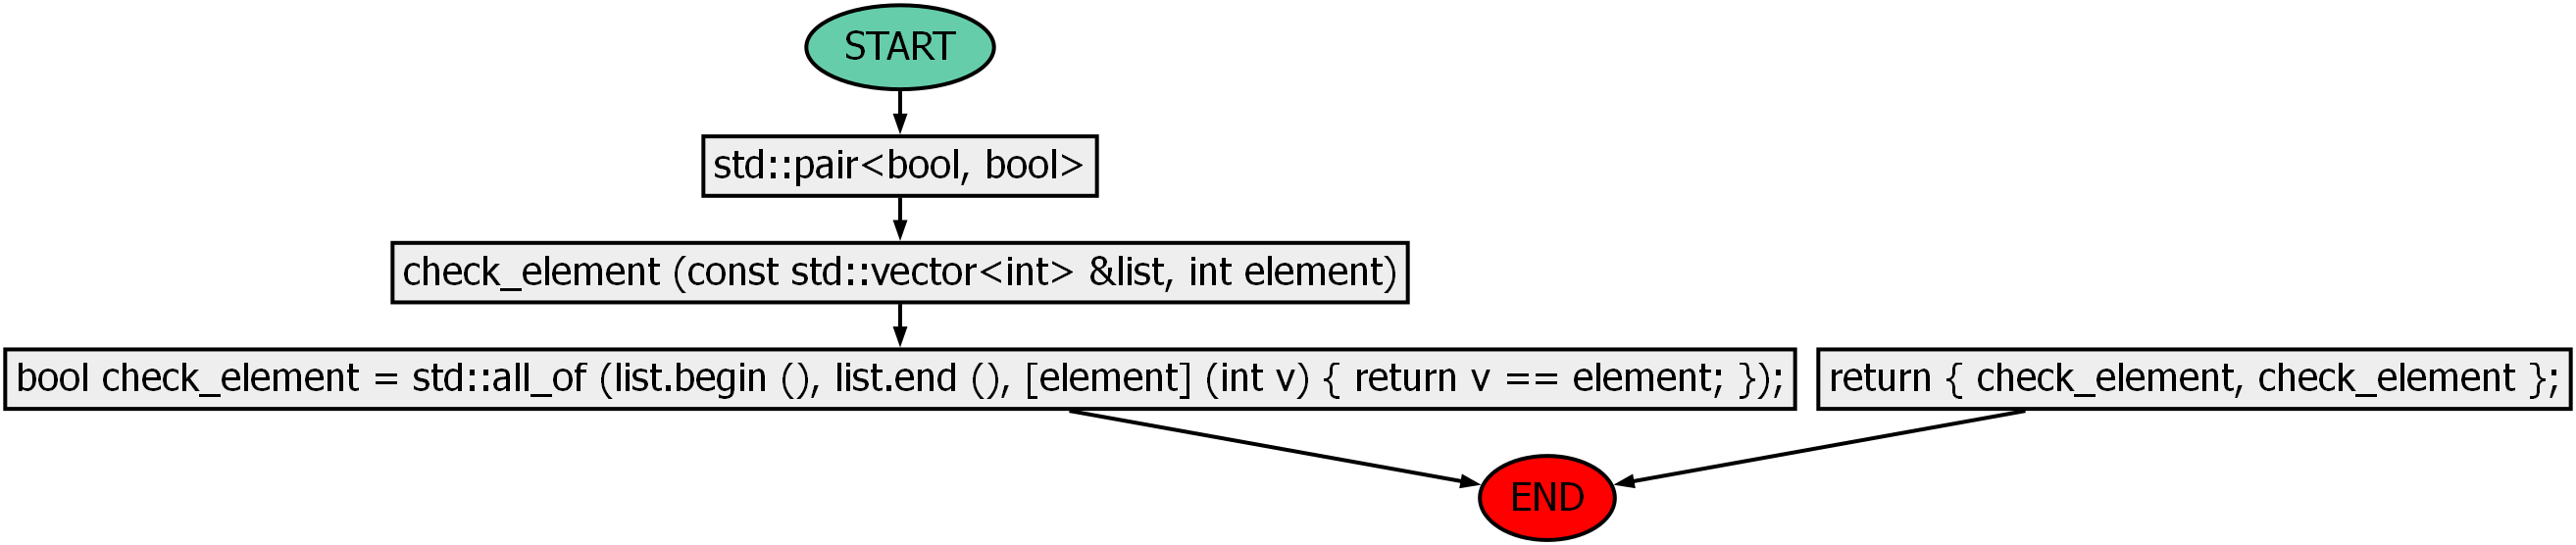 START
std::pair<bool, bool>
check_element (const std::vector<int> &list, int element)
bool check_element = std::all_of (list.begin (), list.end (), [element] (int v) { return v == element; });
return { check_element, check_element };
END